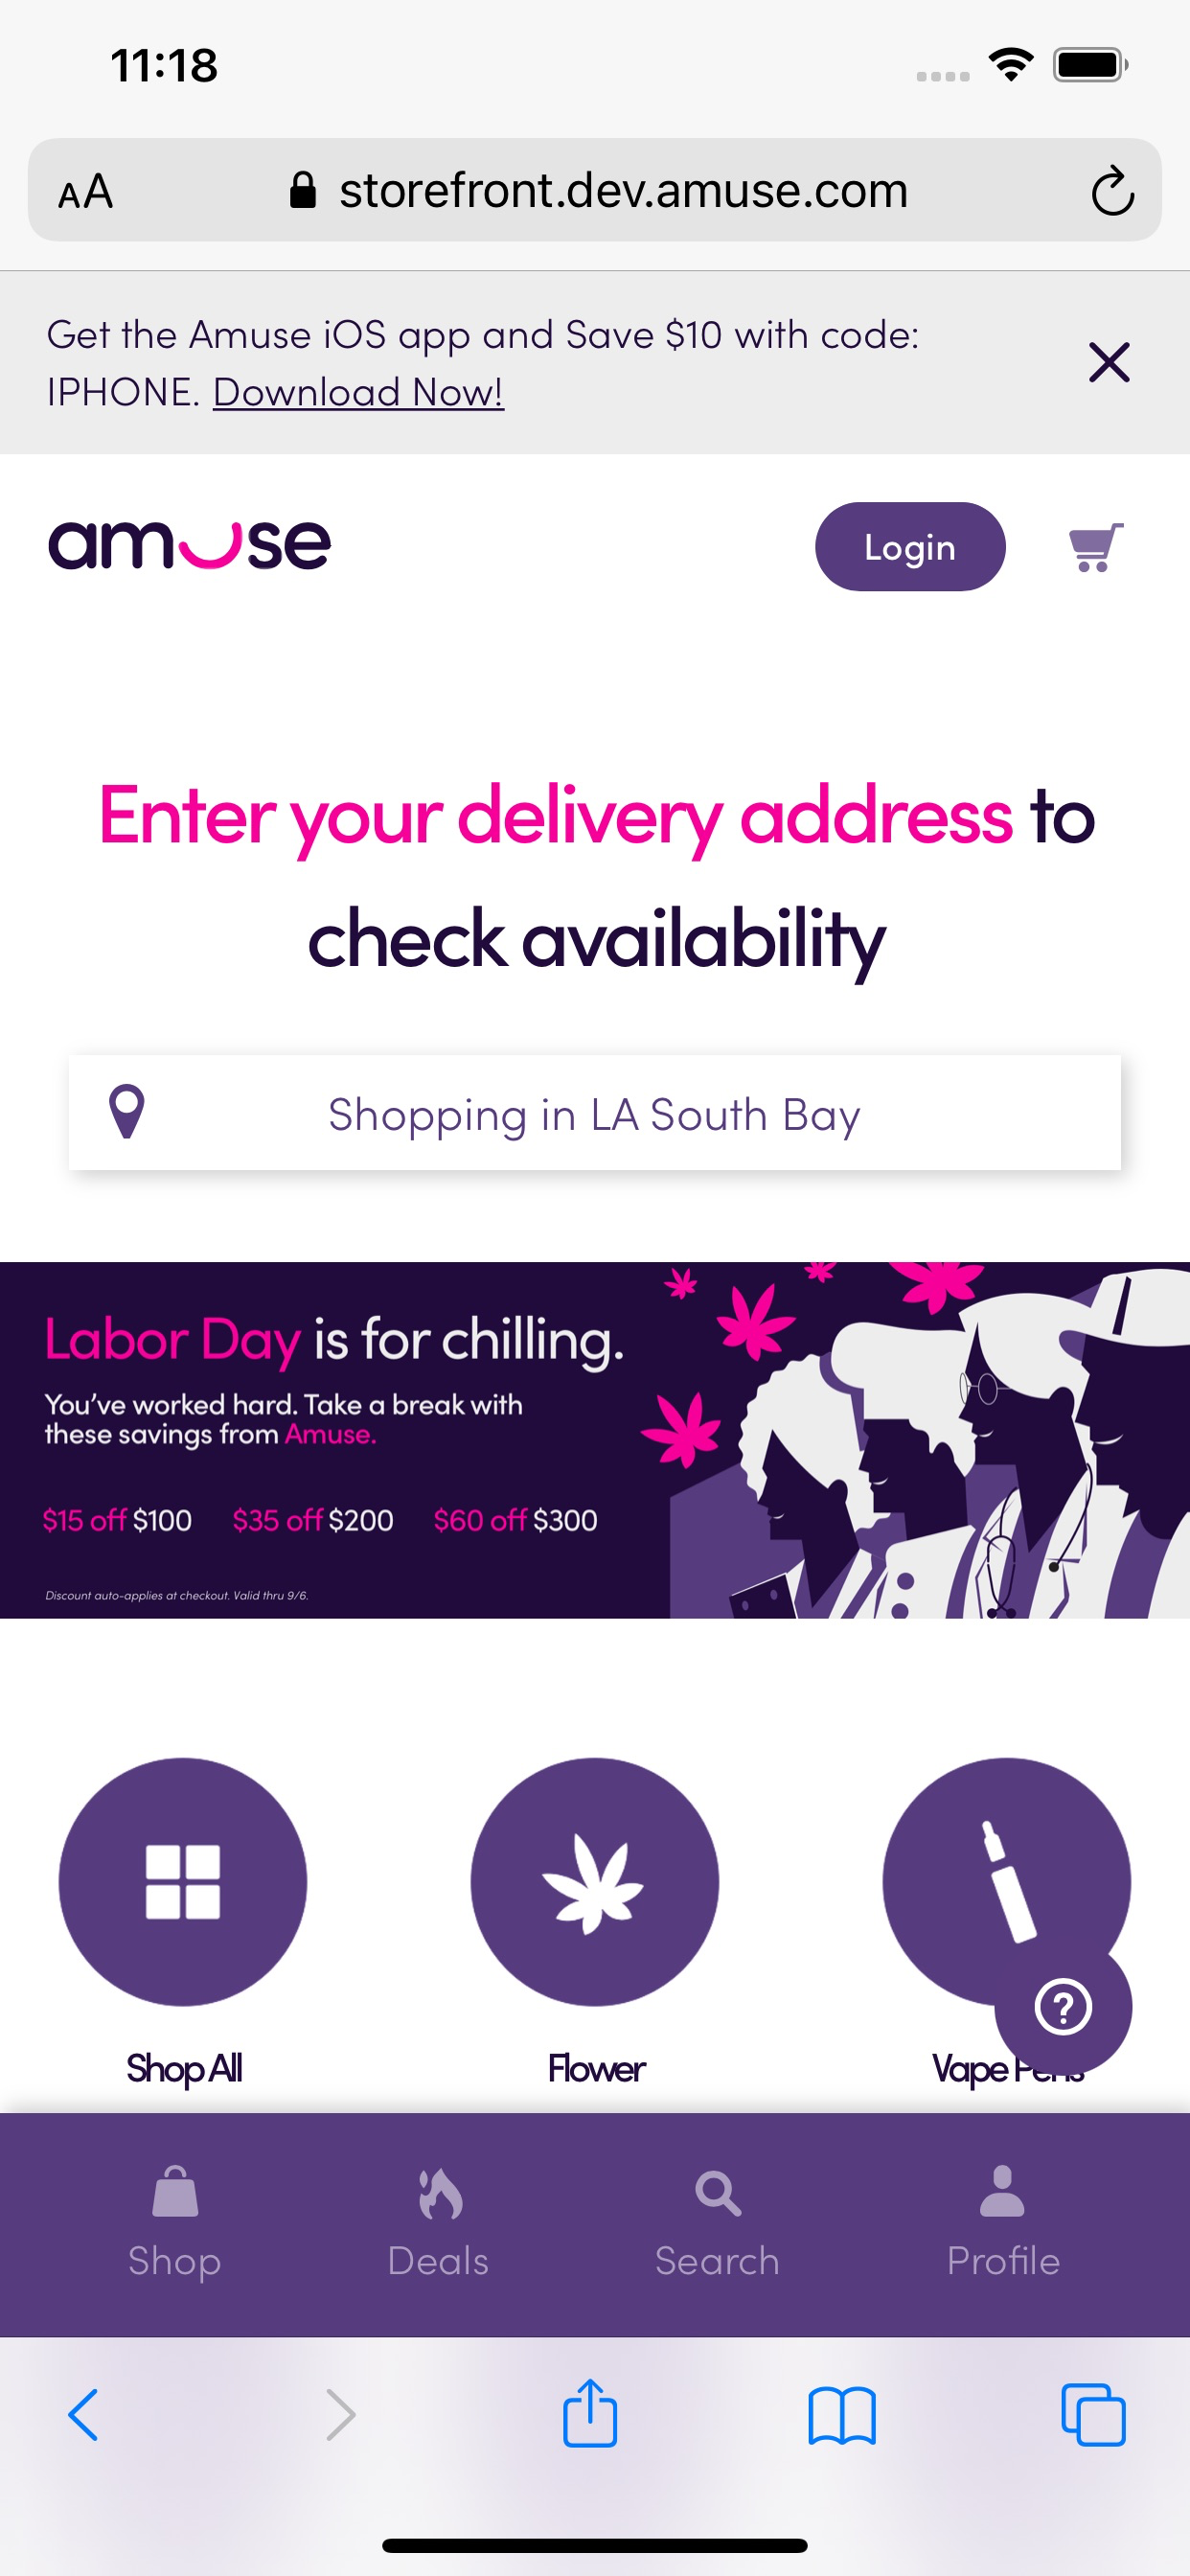 11:18
AA
storefront.dev.amuse.com
Get the Amuse iOS app and Save $10 with code:
IPHONE. Download Now!
amuse
Login
Enter your delivery address to
check availability
Shopping in LA South Bay
Labor Day is for chilling.
You've worked hard. Take a break with
these savings from Amuse.
$15 off $100 $35 off $200 $60 off $300
Discount auto-applies at checkout. Valid thru 9/6.
?
Shop All Flower Vape Pens
Shop Deals Search Profile